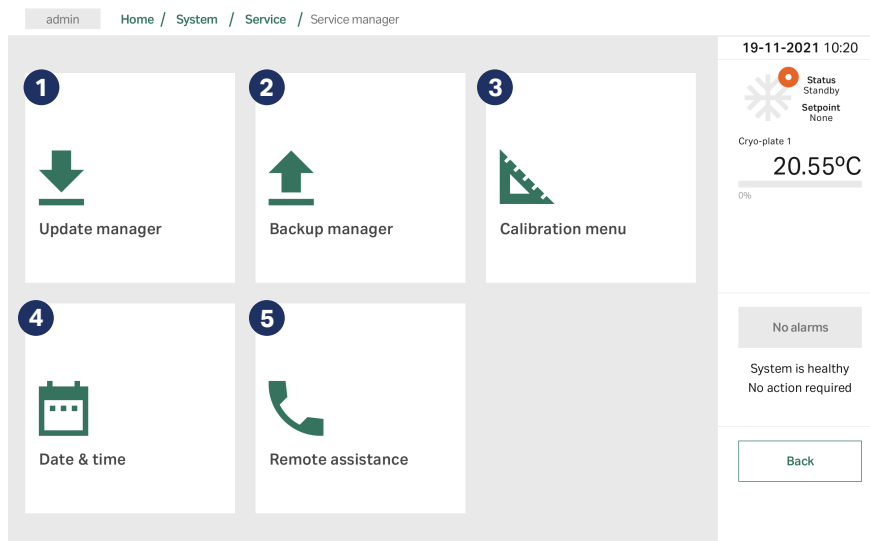 admin
Home / System / Service / Service manager
19-11-2021 10:20
Status
Standby
Setpoint
None
Cryo-plate 1
20.55ºC
0%
1
Update manager
2
Backup manager
3
Calibration menu
4
Date & time
5
Remote assistance
No alarms
System is healthy
No action required
Back